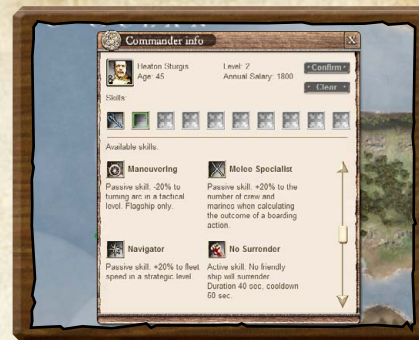 Commander info
Heaton Sturgis
Level: 2
Age: 45
Annual Salary: 1800
Confirm
Clear
Skills:
Available skills:
Maneuvering
Melee Specialist
Passive skill. -20% to
turning arc in a tactical
level. Flagship only.
Passive skill. +20% to the
number of crew and
marines when calculating
the outcome of a boarding
action.
Navigator
No Surrender
Passive skill. +20% to fleet
speed in a strategic level
Active skill. No friendly
ship will surrender.
Duration 40 sec, cooldown
60 sec.